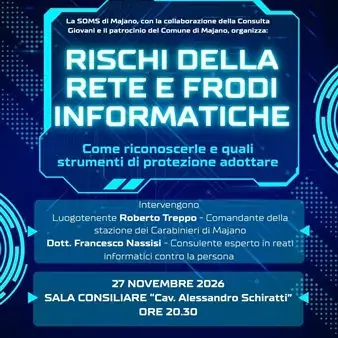 La SOMS di Majano, con la collaborazione della Consulta
Giovani e il patrocinio del Comune di Majano, organizza:
RISCHI DELLA
RETE E FRODI
INFORMATICHE
Come riconoscerle e quali
strumenti di protezione adottare
Intervengono
Luogotenente Roberto Treppo - Comandante della
stazione dei Carabinieri di Majano
Dott. Francesco Nassisi - Consulente esperto in reati
informatici contro la persona
27 NOVEMBRE 2026
SALA CONSILIARE "Cav. Alessandro Schiratti"
ORE 20.30